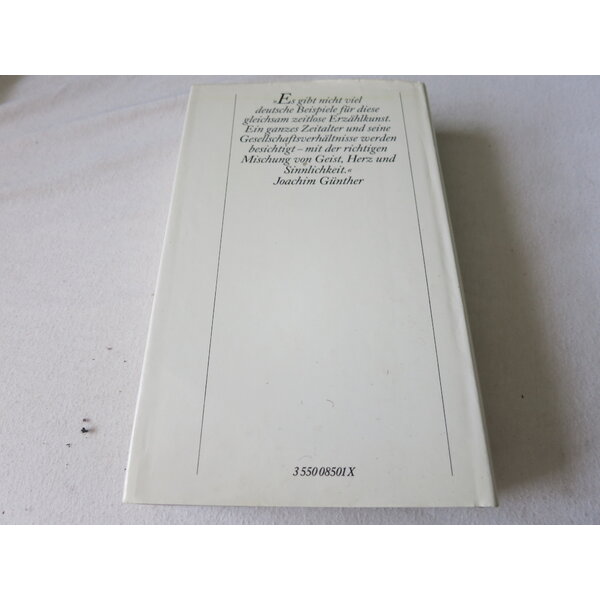 »Es gibt nicht viel
deutsche Beispiele für diese
gleichsam zeitlose Erzählkunst.
Ein ganzes Zeitalter und seine
Gesellschaftsverhältnisse werden
besichtigt – mit der richtigen
Mischung von Geist, Herz und
Sinnlichkeit.«
Joachim Günther
3 550 08501 X